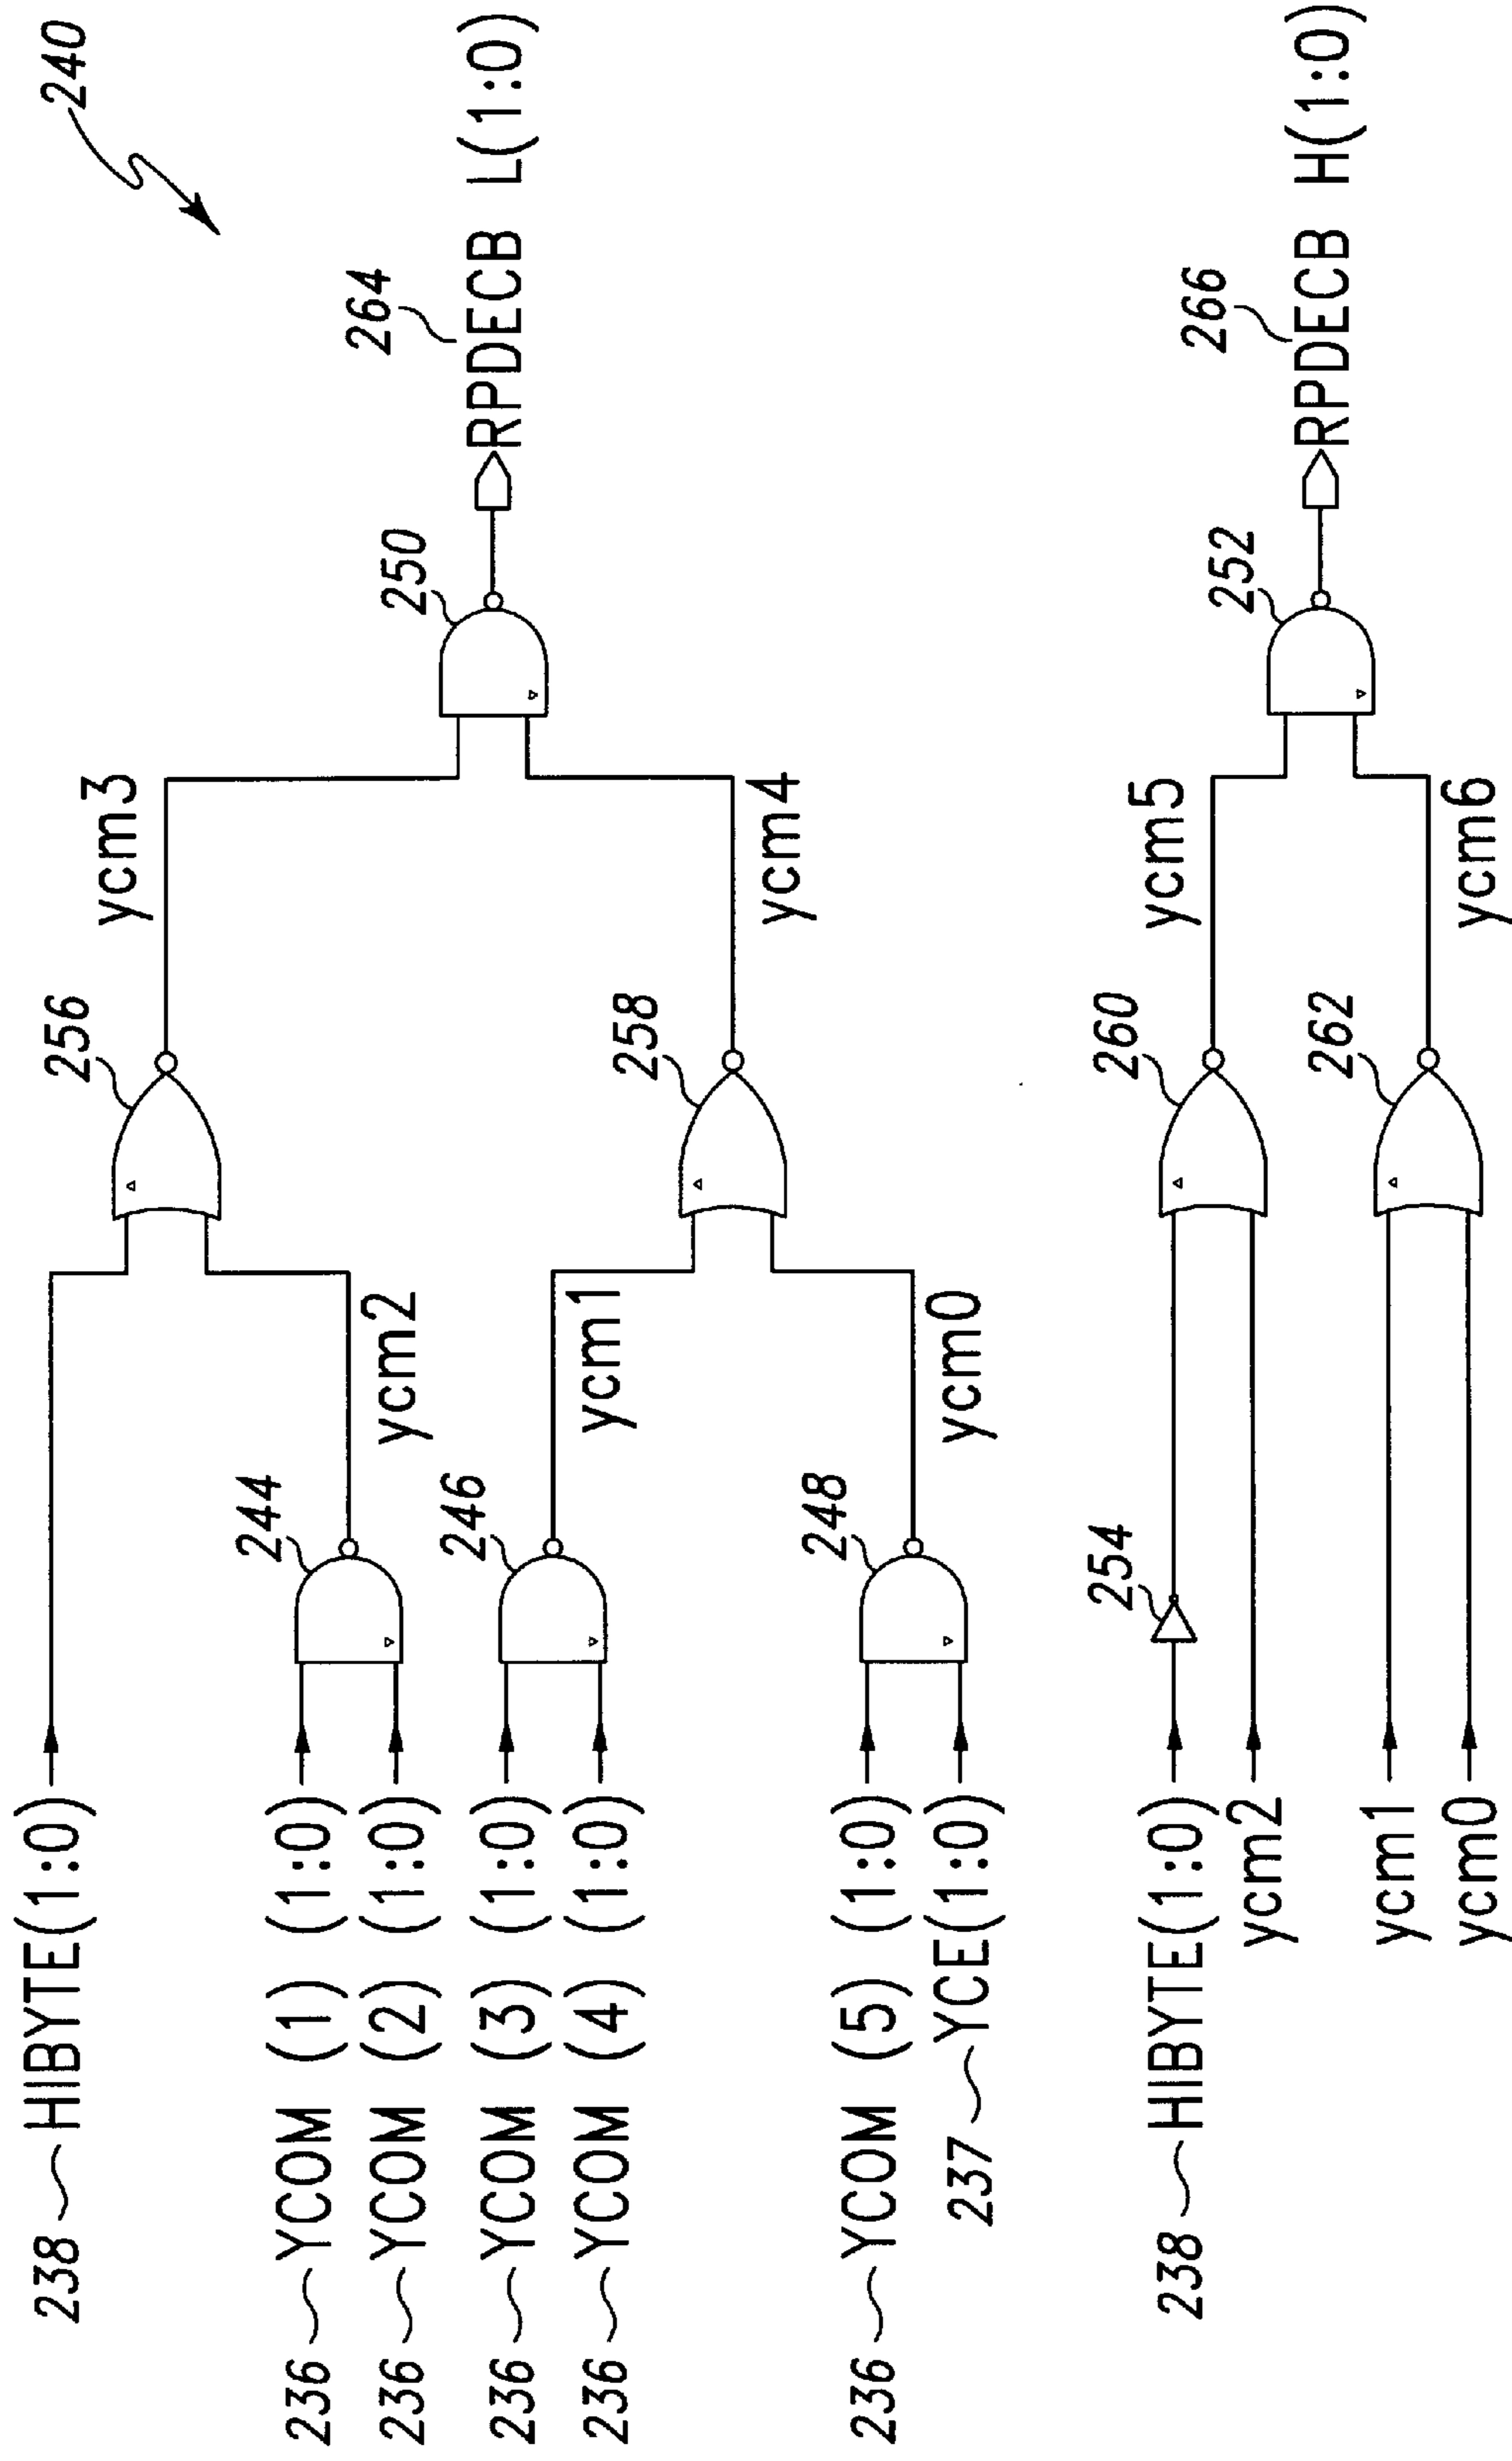 240
238 HIBYTE(1:0)
256
ycm3
236 YCOM (1) (1:0)
244
236 YCOM (2) (1:0)
ycm2
250
264
RPDECB L(1:0)
236 YCOM (3) (1:0)
246
236 YCOM (4) (1:0)
ycm1
258
ycm4
236 YCOM (5) (1:0)
248
237 YCE(1:0)
ycm0
238 HIBYTE(1:0)
254
260
ycm5
ycm2
252
266
RPDECB H(1:0)
ycm1
262
ycm6
ycm0